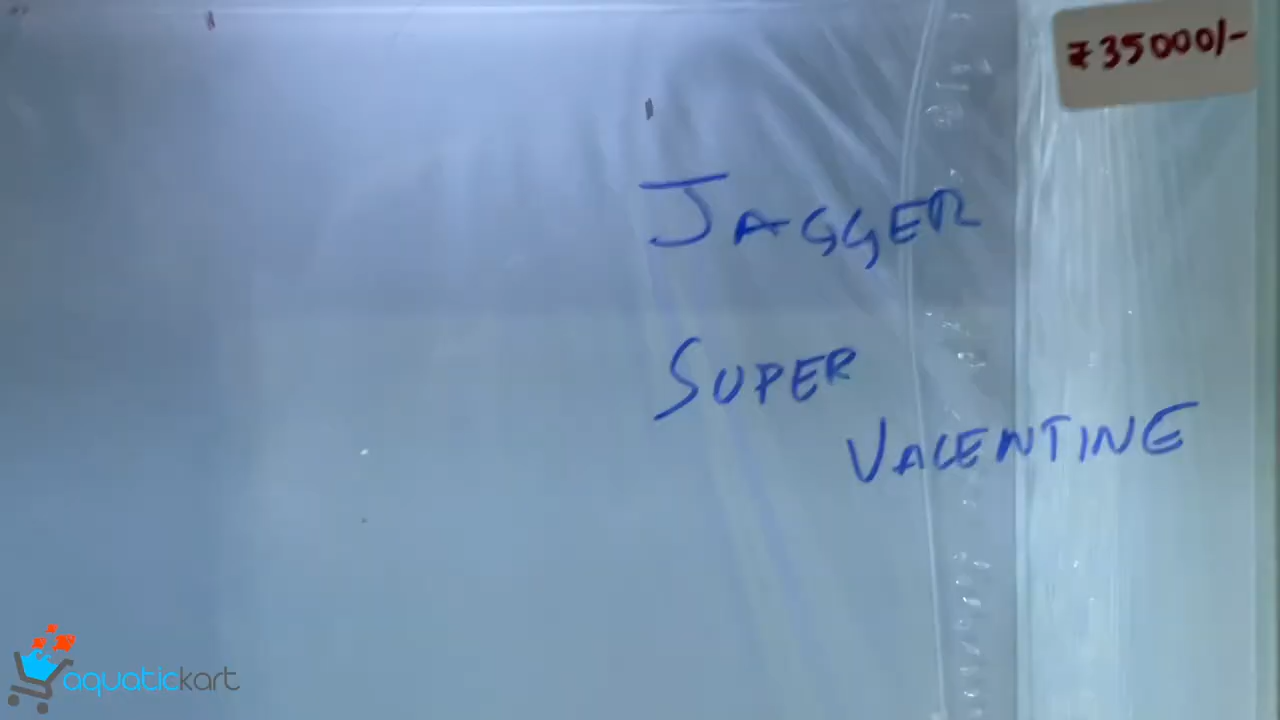 ₹35000/-
JAGGER
SUPER
VALENTINE
aquatickart